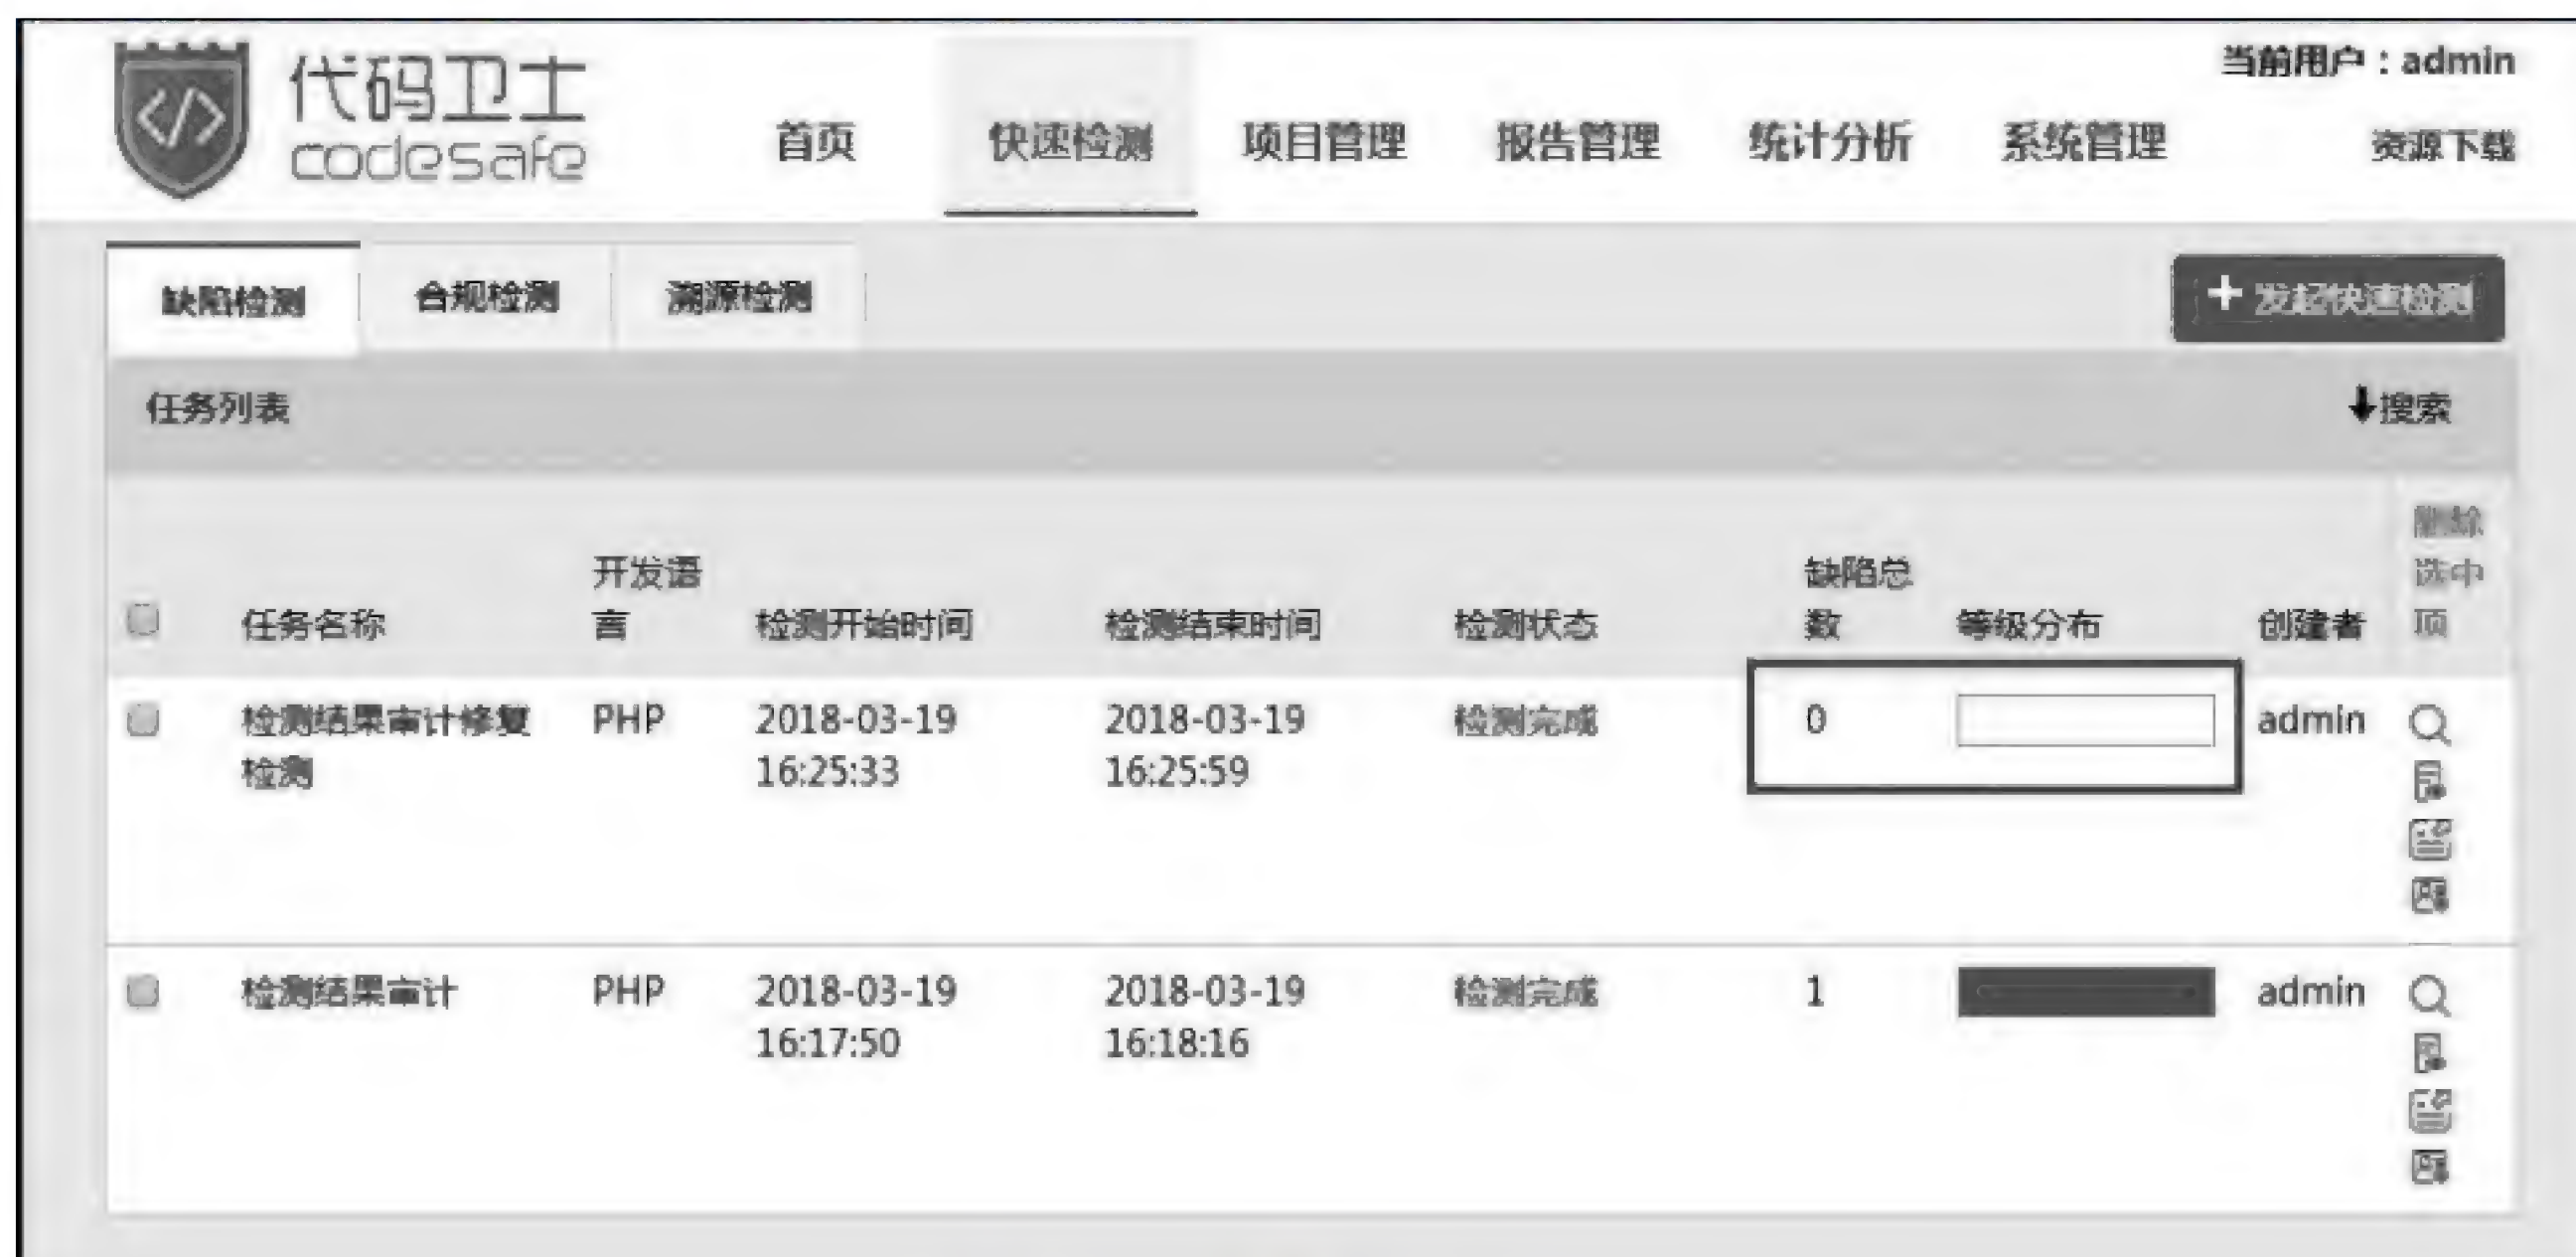 代码卫士
codesafe
当前用户：admin
首页 快速检测 项目管理 报告管理 统计分析 系统管理 资源下载
缺陷检测 合规检测 溯源检测 + 发起快速检测
任务列表 搜索
任务名称 开发语言 检测开始时间 检测结束时间 检测状态 缺陷总数 等级分布 创建者 删除选中项
检测结果审计修复 PHP 2018-03-19 2018-03-19 检测完成 0 admin
检测 16:25:33 16:25:59
检测结果审计 PHP 2018-03-19 2018-03-19 检测完成 1 admin
16:17:50 16:18:16